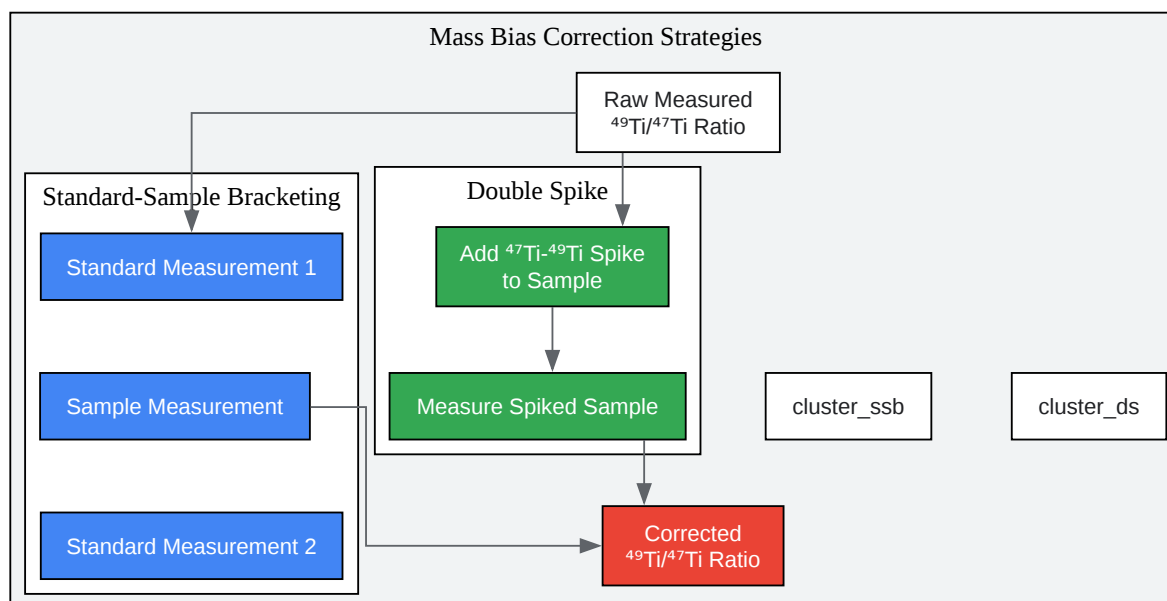 Mass Bias Correction Strategies
Raw Measured
⁴⁹Ti/⁴⁷Ti Ratio
Standard-Sample Bracketing
Standard Measurement 1
Sample Measurement
Standard Measurement 2
Double Spike
Add ⁴⁷Ti-⁴⁹Ti Spike
to Sample
Measure Spiked Sample
cluster_ssb
cluster_ds
Corrected
⁴⁹Ti/⁴⁷Ti Ratio